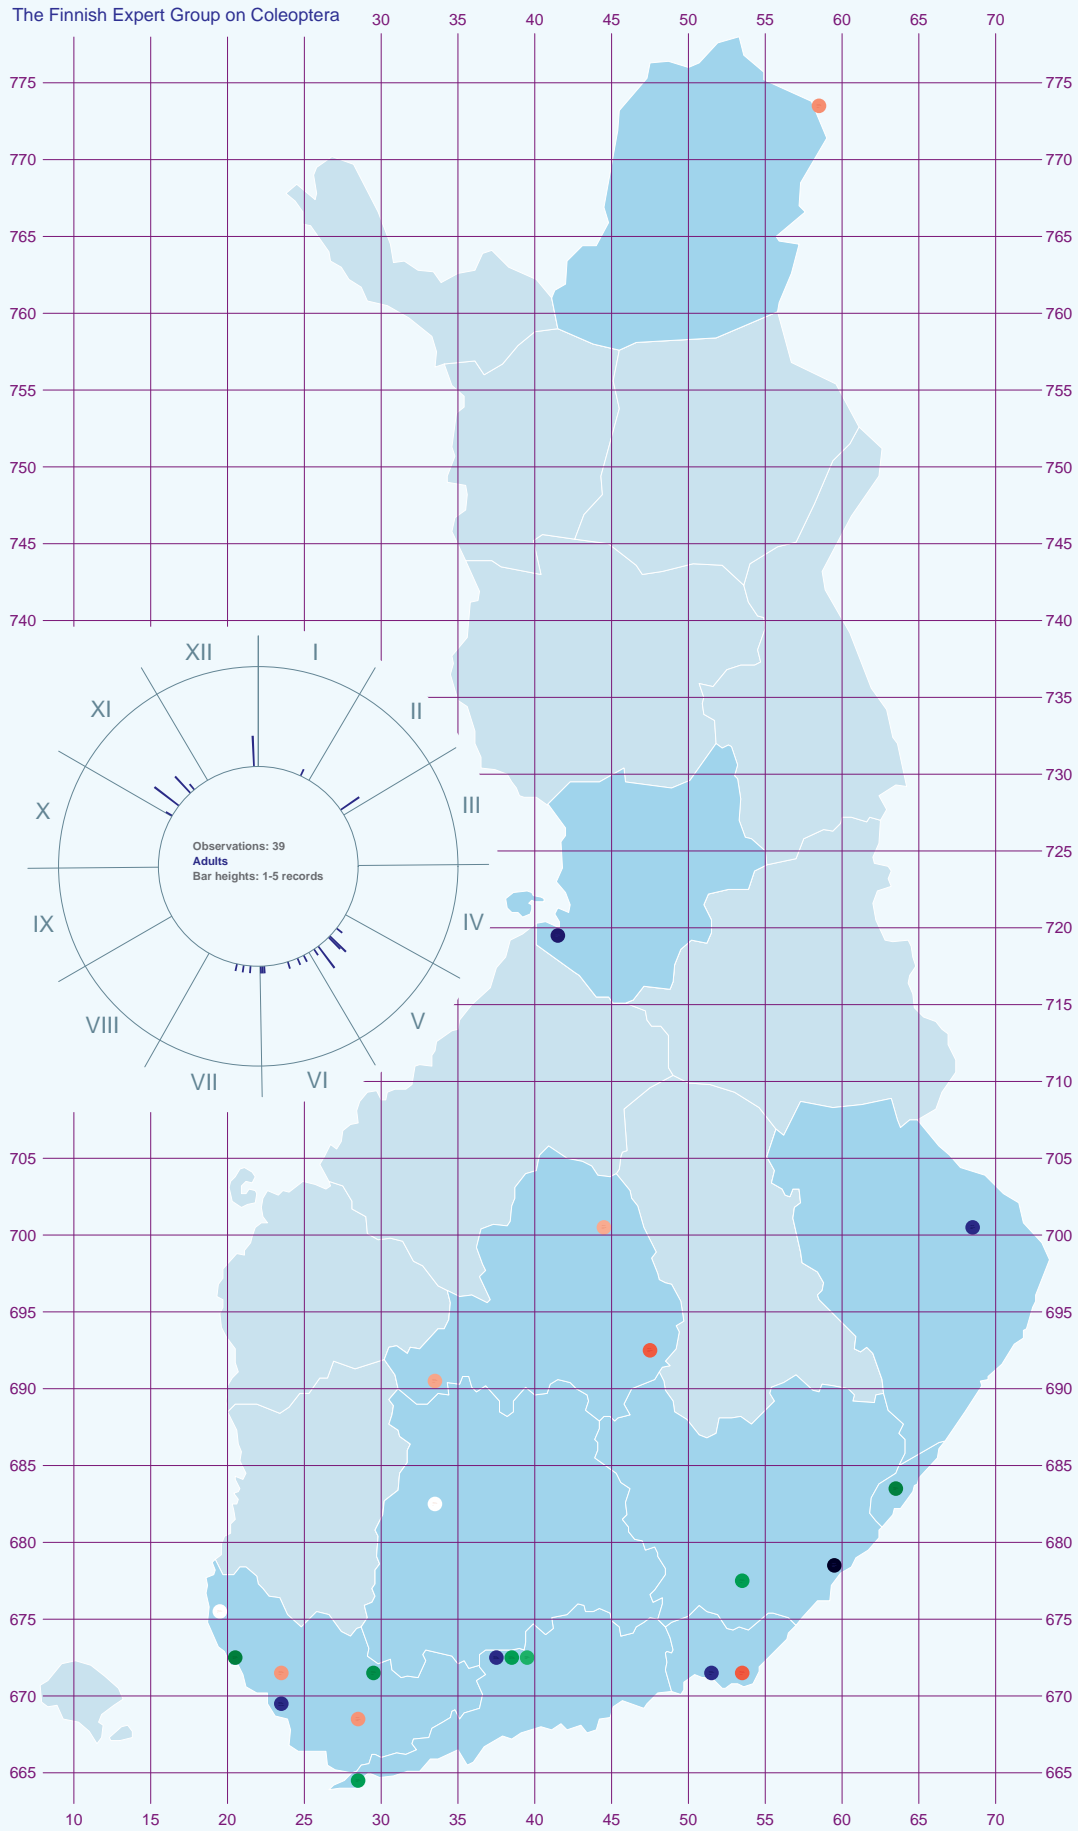 The Finnish Expert Group on Coleoptera 30 35 40 45 50 55 60 65 70
775 775
770 770
765 765
760 760
755 755
750 750
745 745
740 740
XII I
735
XI II
730
X III
Observations: 39
Adults
Bar heights: 1-5 records
725
IX IV
720
VIII V
715
VII VI
710
705 705
700 700
695 695
690 690
685 685
680 680
675 675
670 670
665 665
10 15 20 25 30 35 40 45 50 55 60 65 70